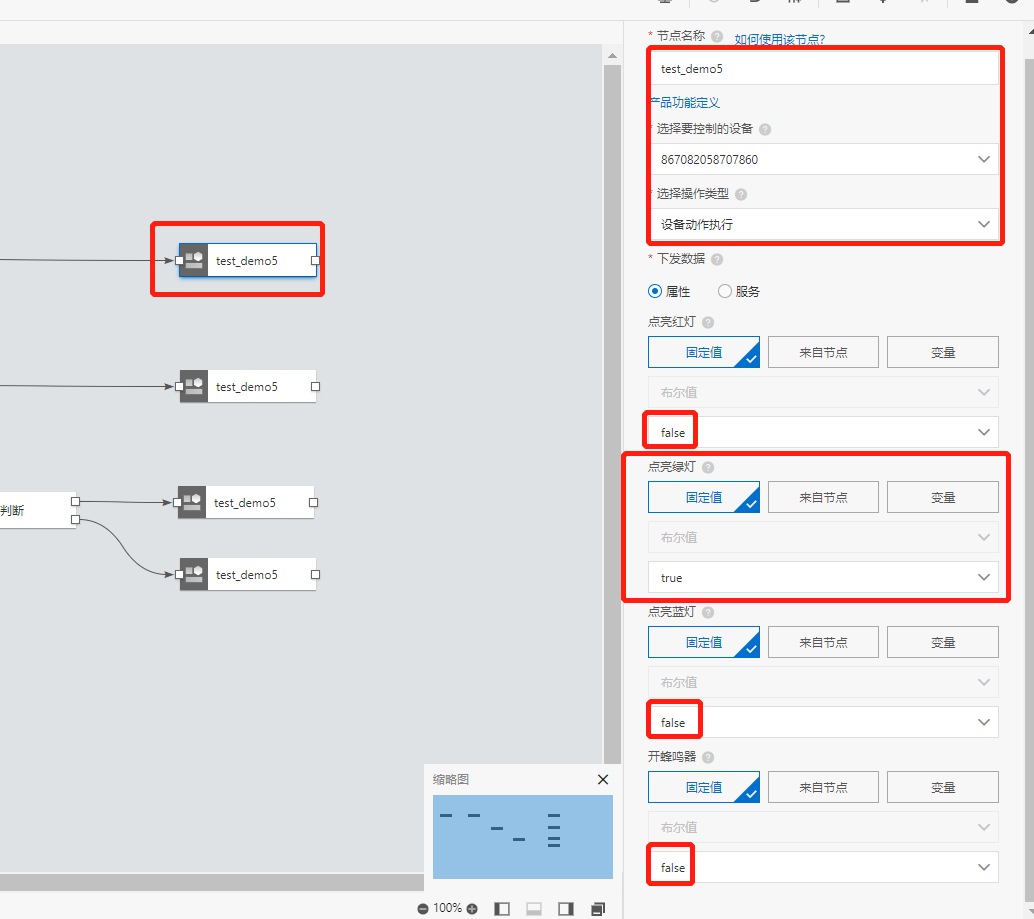 test_demo5
test_demo5
判断
test_demo5
test_demo5
缩略图
100%
* 节点名称
如何使用该节点?
test_demo5
产品功能定义
* 选择要控制的设备
867082058707860
* 选择操作类型
设备动作执行
* 下发数据
属性 服务
点亮红灯
固定值 来自节点 变量
布尔值
false
点亮绿灯
固定值 来自节点 变量
布尔值
true
点亮蓝灯
固定值 来自节点 变量
布尔值
false
开蜂鸣器
固定值 来自节点 变量
布尔值
false